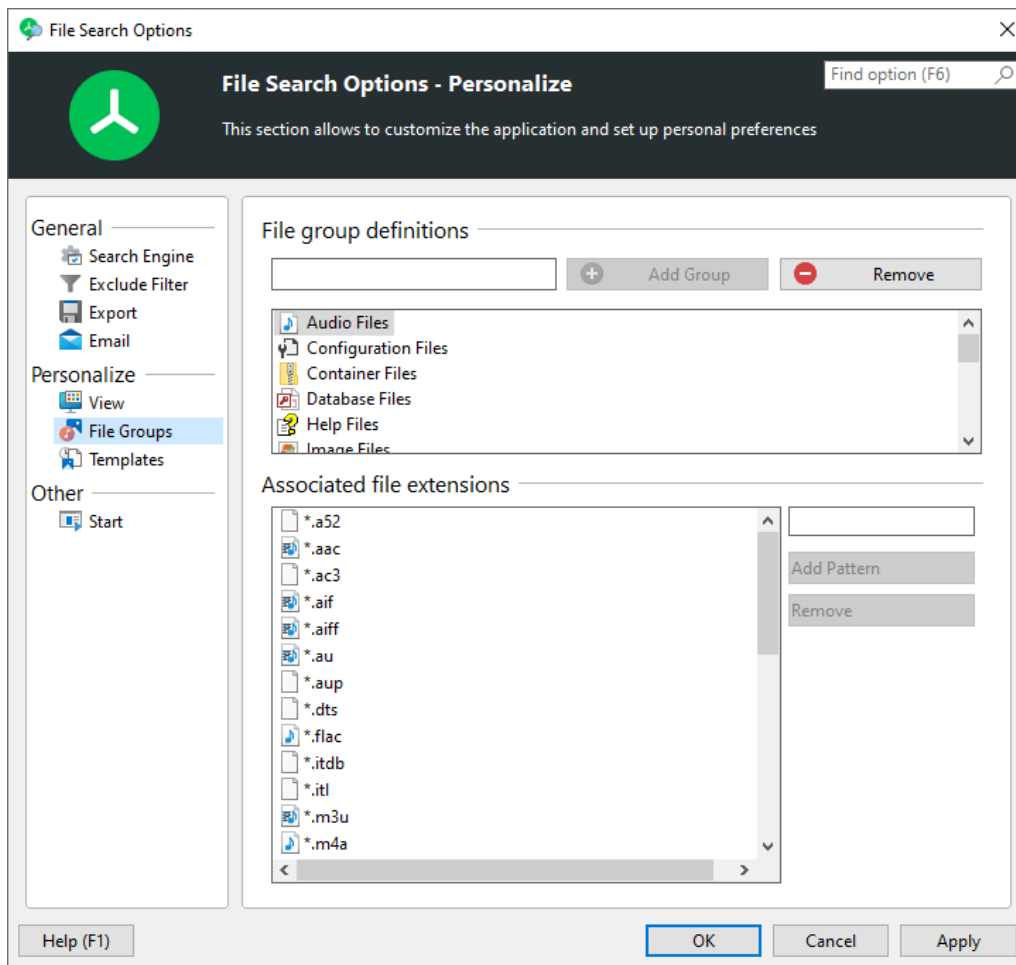 File Search Options
File Search Options - Personalize
Find option (F6)
This section allows to customize the application and set up personal preferences
General
Search Engine
Exclude Filter
Export
Email
Personalize
View
File Groups
Templates
Other
Start
File group definitions
Add Group
Remove
Audio Files
Configuration Files
Container Files
Database Files
Help Files
Image Files
Associated file extensions
*.a52
*.aac
*.ac3
*.aif
*.aiff
*.au
*.aup
*.dts
*.flac
*.itdb
*.itl
*.m3u
*.m4a
Add Pattern
Remove
Help (F1)
OK
Cancel
Apply